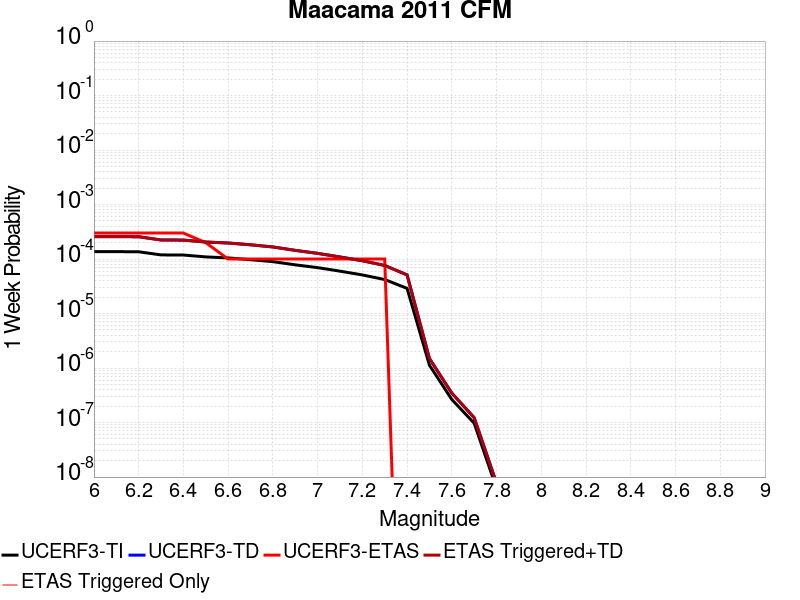 Maacama 2011 CFM
1 Week Probability
10^0
10^-1
10^-2
10^-3
10^-4
10^-5
10^-6
10^-7
10^-8
6 6.2 6.4 6.6 6.8 7 7.2 7.4 7.6 7.8 8 8.2 8.4 8.6 8.8 9
Magnitude
UCERF3-TI UCERF3-TD UCERF3-ETAS ETAS Triggered+TD
ETAS Triggered Only